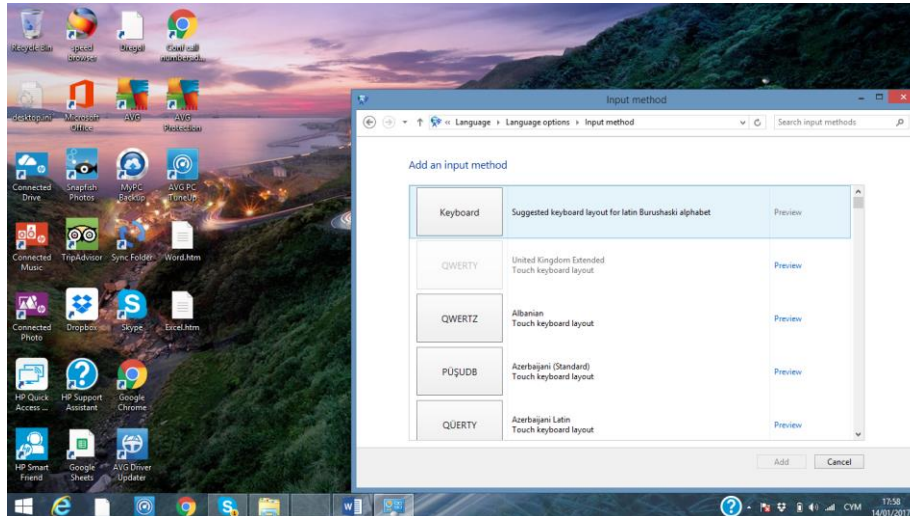 Recycle Bin
speed browser
Dregol
Conf call numberand...
desktop.ini
Microsoft Office
AVG
AVG Protection
Connected Drive
Snapfish Photos
MyPC Backup
AVG PC TuneUp
Connected Music
TripAdvisor
Sync Folder
Word.htm
Connected Photo
Dropbox
Skype
Excel.htm
HP Quick Access ...
HP Support Assistant
Google Chrome
HP Smart Friend
Google Sheets
AVG Driver Updater
Input method
« Language › Language options › Input method
Search input methods
Add an input method
Keyboard
Suggested keyboard layout for latin Burushaski alphabet
Preview
QWERTY
United Kingdom Extended
Touch keyboard layout
Preview
QWERTZ
Albanian
Touch keyboard layout
Preview
PÜŞUDB
Azerbaijani (Standard)
Touch keyboard layout
Preview
QÜERTY
Azerbaijani Latin
Touch keyboard layout
Preview
Add
Cancel
CYM
17:58
14/01/2017